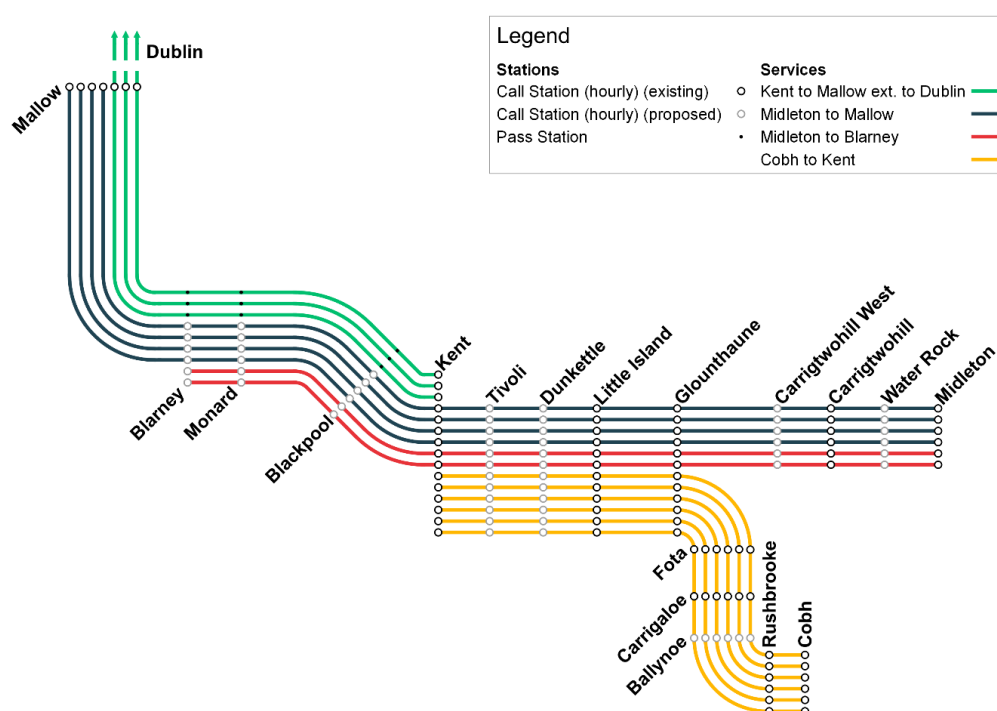 Dublin
Mallow
Legend
Stations
Services
Call Station (hourly) (existing)
Kent to Mallow ext. to Dublin
Call Station (hourly) (proposed)
Midleton to Mallow
Pass Station
Midleton to Blarney
Cobh to Kent
Blarney
Monard
Blackpool
Kent
Tivoli
Dunkettle
Little Island
Glounthaune
Carrigtwohill West
Carrigtwohill
Water Rock
Midleton
Fota
Carrigaloe
Ballynoe
Rushbrooke
Cobh